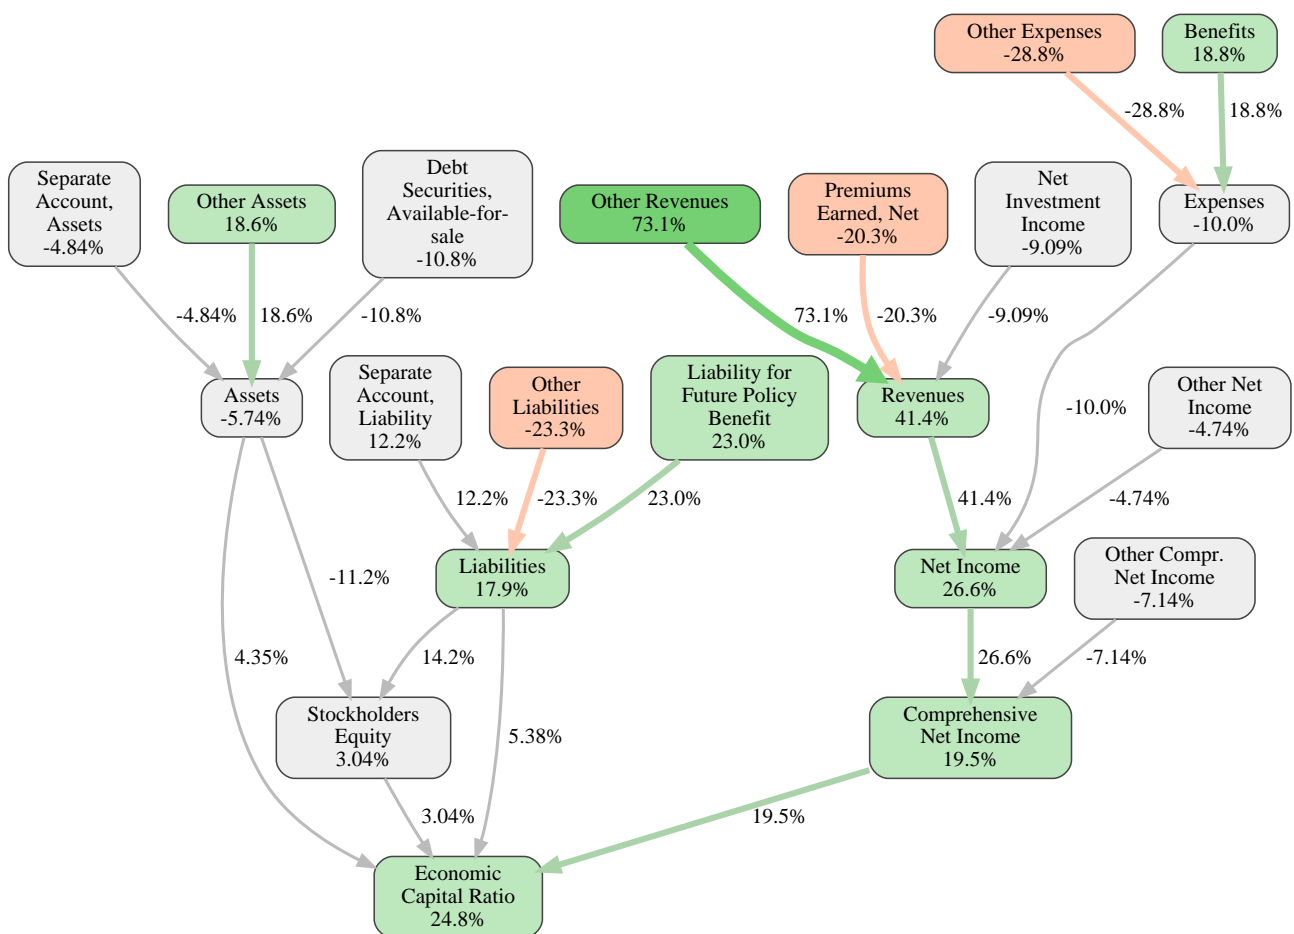 Other Expenses
-28.8%
Benefits
18.8%
-28.8%
18.8%
Separate
Account,
Assets
-4.84%
Other Assets
18.6%
Debt
Securities,
Available-for-
sale
-10.8%
Other Revenues
73.1%
Premiums
Earned, Net
-20.3%
Net
Investment
Income
-9.09%
Expenses
-10.0%
-4.84%
18.6%
-10.8%
73.1%
-20.3%
-9.09%
Assets
-5.74%
Separate
Account,
Liability
12.2%
Other
Liabilities
-23.3%
Liability for
Future Policy
Benefit
23.0%
Revenues
41.4%
-10.0%
Other Net
Income
-4.74%
12.2%
-23.3%
23.0%
41.4%
-4.74%
-11.2%
Liabilities
17.9%
Net Income
26.6%
Other Compr.
Net Income
-7.14%
4.35%
14.2%
26.6%
-7.14%
Stockholders
Equity
3.04%
5.38%
Comprehensive
Net Income
19.5%
3.04%
19.5%
Economic
Capital Ratio
24.8%